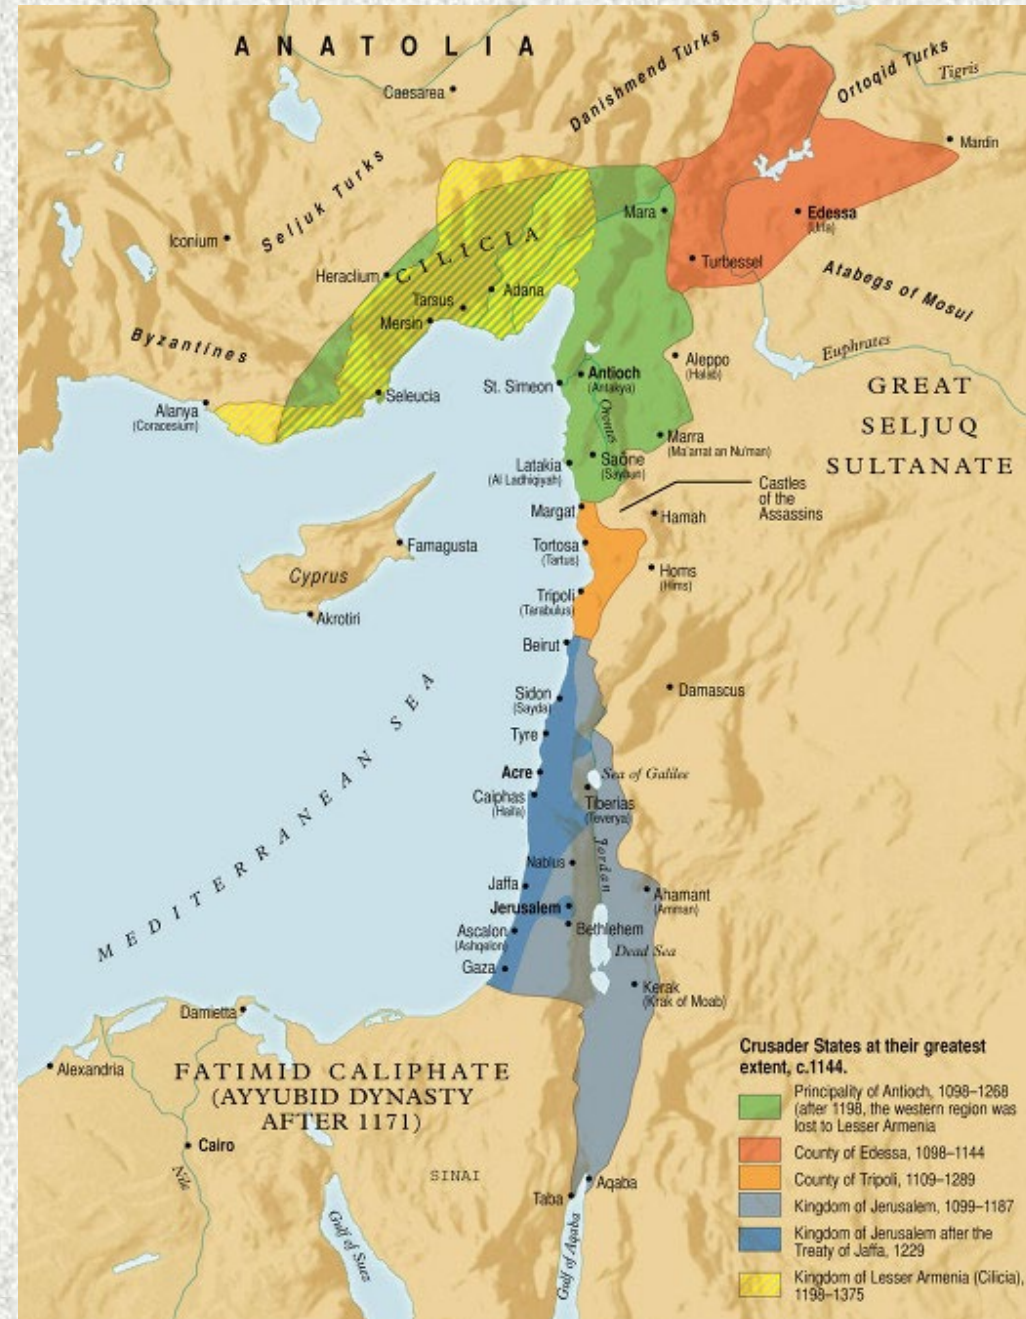 ANATOLIA
Caesarea
Danishmend Turks
Ortoqid Turks
Tigris
Mardin
Seljuk Turks
Iconium
Mara
Edessa
(Urfa)
CILICIA
Heraclium
Turbessel
Atabegs of Mosul
Tarsus
Adana
Mersin
Byzantines
Euphrates
Aleppo
(Halab)
Antioch
(Antakya)
St. Simeon
GREAT
SELJUQ
SULTANATE
Seleucia
Alanya
(Coracesium)
Orontes
Marra
(Ma'arrat an Nu'man)
Saône
(Sayhun)
Latakia
(Al Ladhiqiyah)
Castles
of the
Assassins
Margat
Hamah
Famagusta
Tortosa
(Tartus)
Cyprus
Homs
(Hims)
Tripoli
(Tarabulus)
Akrotiri
Beirut
Sidon
(Sayda)
Damascus
Tyre
MEDITERRANEAN SEA
Acre
Sea of Galilee
Caiphas
(Haifa)
Tiberias
(Teverya)
Jordan
Nablus
Jaffa
Ahamant
(Amman)
Jerusalem
Ascalon
(Ashqelon)
Bethlehem
Dead Sea
Gaza
Kerak
(Krak of Moab)
Damietta
Alexandria
FATIMID CALIPHATE
(AYYUBID DYNASTY
AFTER 1171)
Cairo
Nile
SINAI
Taba
Aqaba
Gulf of Suez
Gulf of Aqaba
Crusader States at their greatest
extent, c.1144.
Principality of Antioch, 1098–1268
(after 1198, the western region was
lost to Lesser Armenia
County of Edessa, 1098–1144
County of Tripoli, 1109–1289
Kingdom of Jerusalem, 1099–1187
Kingdom of Jerusalem after the
Treaty of Jaffa, 1229
Kingdom of Lesser Armenia (Cilicia),
1198–1375